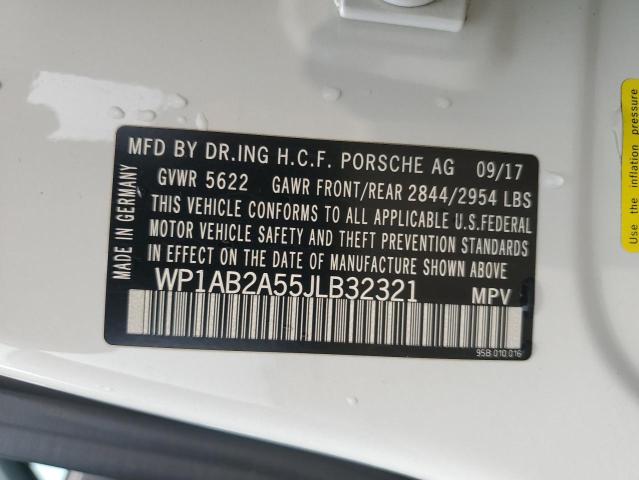 MFD BY DR.ING H.C.F. PORSCHE AG 09/17
GVWR 5622 GAWR FRONT/REAR 2844/2954 LBS
THIS VEHICLE CONFORMS TO ALL APPLICABLE U.S.FEDERAL
MOTOR VEHICLE SAFETY AND THEFT PREVENTION STANDARDS
IN EFFECT ON THE DATE OF MANUFACTURE SHOWN ABOVE
WP1AB2A55JLB32321 MPV
95B.010.016
MADE IN GERMANY
Use the inflation pressure